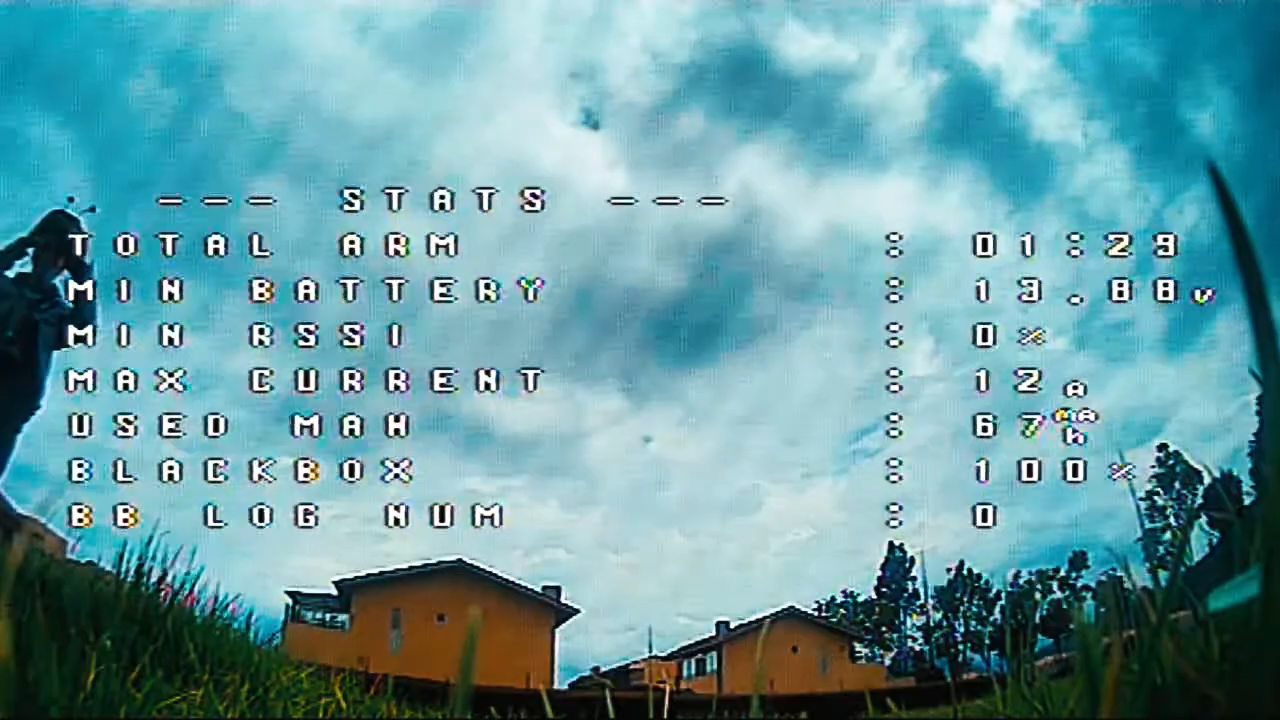 --- STATS ---
TOTAL ARM : 01:29
MIN BATTERY : 13.88V
MIN RSSI : 0%
MAX CURRENT : 12A
USED MAH : 67MAH
BLACKBOX : 100%
BB LOG NUM : 0